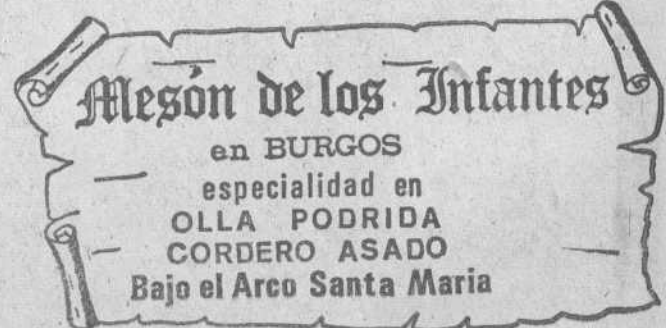 Mesón de los Infantes
en BURGOS
especialidad en
OLLA PODRIDA
CORDERO ASADO
Bajo el Arco Santa Maria